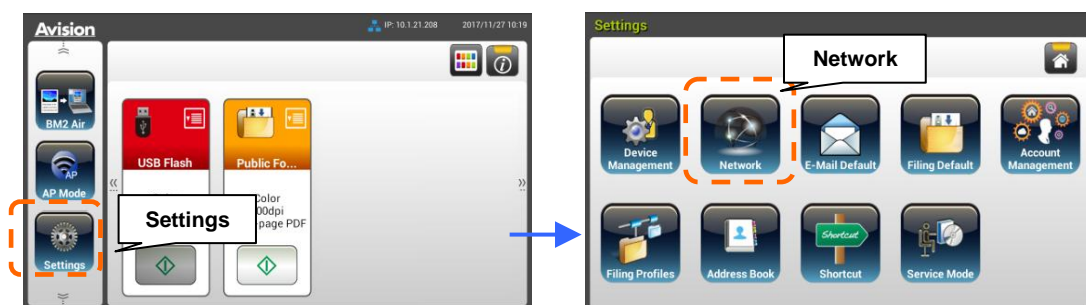 Avision
IP: 10.1.21.208 2017/11/27 10:19
BM2 Air
AP
AP Mode
Settings
USB Flash
Public Fo...
Color
00dpi
page PDF
Settings
Settings
Network
Device
Management
Network
E-Mail Default
Filing Default
Account
Management
Filing Profiles
Address Book
Shortcut
Shortcut
Service Mode